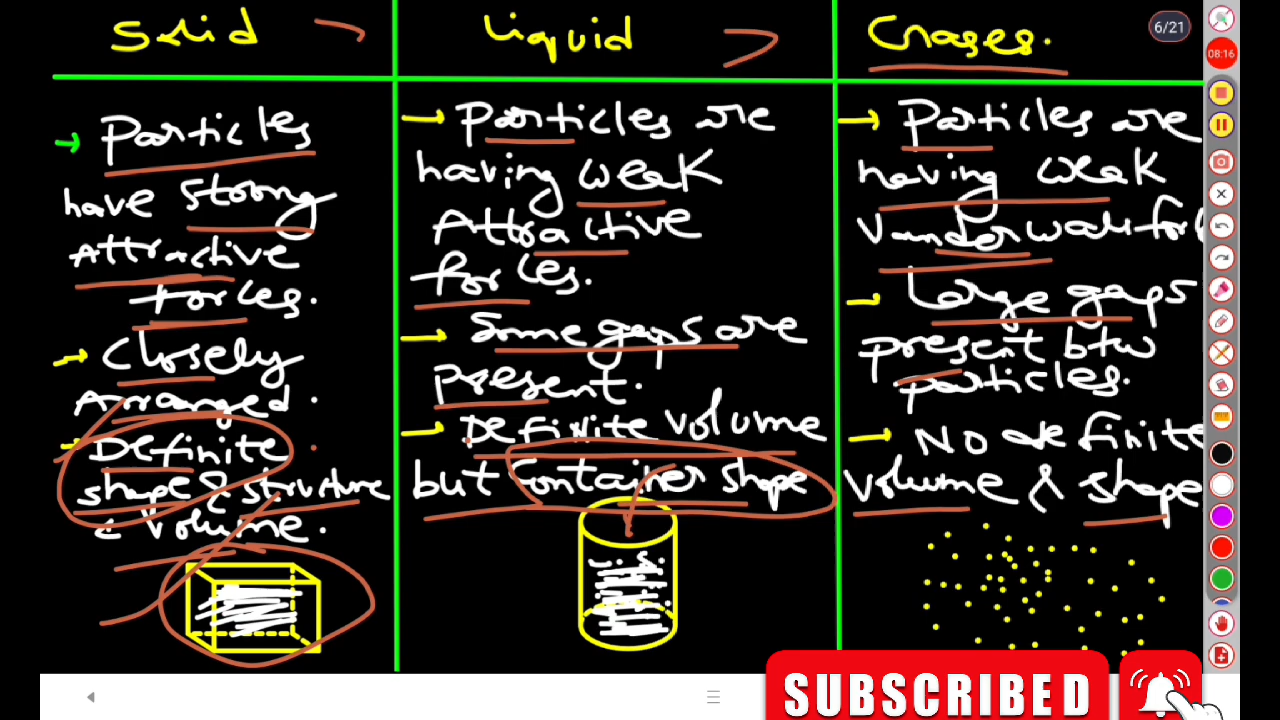 Solid
Liquid
Gases.
6/21
08:16
Particles
have strong
Attractive
forces.
Closely
Arranged.
Definite
shape & structure
& volume.
Particles are
having weak
Attractive
forces.
Some gaps are
present.
Definite volume
but container shape
Particles are
having weak
Vanderwalls for
Large gaps
present btw
particles.
No definite
volume & shape
SUBSCRIBED